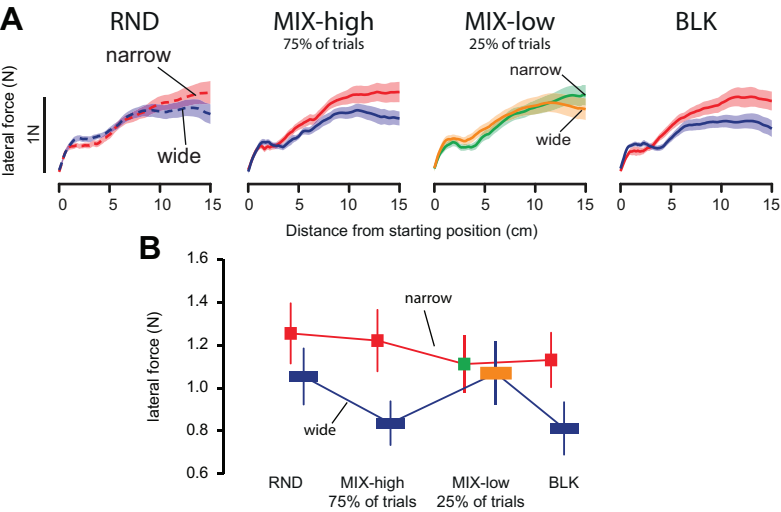 A
RND
MIX-high
75% of trials
MIX-low
25% of trials
BLK
lateral force (N)
1N
narrow
wide
narrow
wide
0 5 10 15
0 5 10 15
0 5 10 15
0 5 10 15
Distance from starting position (cm)
B
lateral force (N)
1.6
1.4
1.2
1.0
0.8
0.6
narrow
wide
RND
MIX-high
75% of trials
MIX-low
25% of trials
BLK